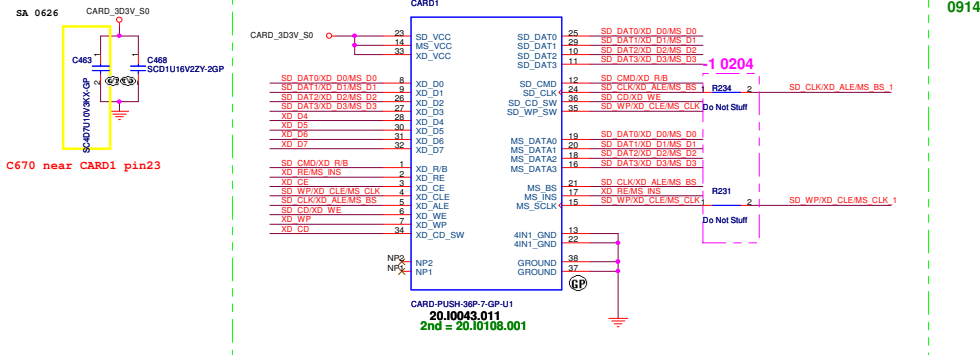 SA 0626
CARD_3D3V_S0
1
1
C463
C468
SCD1U16V2ZY-2GP
2
SC4D7U10V3KX-GP
C670 near CARD1 pin23
CARD1
CARD_3D3V_S0
23 SD_VCC
14 MS_VCC
33 XD_VCC
SD_DAT0/XD_D0/MS_D0 8 XD_D0
SD_DAT1/XD_D1/MS_D1 9 XD_D1
SD_DAT2/XD_D2/MS_D2 26 XD_D2
SD_DAT3/XD_D3/MS_D3 27 XD_D3
XD_D4 28 XD_D4
XD_D5 30 XD_D5
XD_D6 31 XD_D6
XD_D7 32 XD_D7
SD_CMD/XD_R/B 1 XD_R/B
XD_RE/MS_INS 2 XD_RE
XD_CE 3 XD_CE
SD_WP/XD_CLE/MS_CLK 4 XD_CLE
SD_CLK/XD_ALE/MS_BS 5 XD_ALE
SD_CD/XD_WE 6 XD_WE
XD_WP 7 XD_WP
XD_CD 34 XD_CD_SW
NP2 NP2
NP1 NP1
SD_DAT0 25 SD_DAT0/XD_D0/MS_D0
SD_DAT1 29 SD_DAT1/XD_D1/MS_D1
SD_DAT2 10 SD_DAT2/XD_D2/MS_D2
SD_DAT3 11 SD_DAT3/XD_D3/MS_D3
SD_CMD 12 SD_CMD/XD_R/B
SD_CLK 24 SD_CLK/XD_ALE/MS_BS 1 R234 2 SD_CLK/XD_ALE/MS_BS_1
SD_CD_SW 36 SD_CD/XD_WE
SD_WP_SW 35 SD_WP/XD_CLE/MS_CLK
Do Not Stuff
-1 0204
MS_DATA0 19 SD_DAT0/XD_D0/MS_D0
MS_DATA1 20 SD_DAT1/XD_D1/MS_D1
MS_DATA2 18 SD_DAT2/XD_D2/MS_D2
MS_DATA3 16 SD_DAT3/XD_D3/MS_D3
MS_BS 21 SD_CLK/XD_ALE/MS_BS
MS_INS 17 XD_RE/MS_INS
R231
MS_SCLK 15 SD_WP/XD_CLE/MS_CLK 1 2 SD_WP/XD_CLE/MS_CLK_1
Do Not Stuff
4IN1_GND 13
4IN1_GND 22
GROUND 38
GROUND 37
GP
CARD-PUSH-36P-7-GP-U1
20.I0043.011
2nd = 20.I0108.001
0914